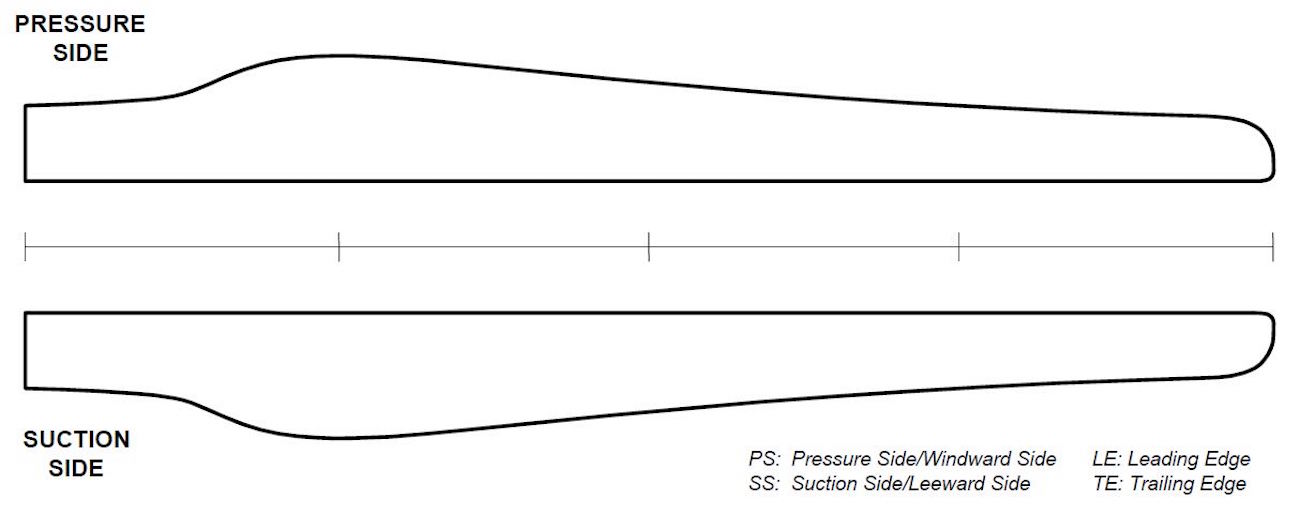 PRESSURE
SIDE
SUCTION
SIDE
PS: Pressure Side/Windward Side LE: Leading Edge
SS: Suction Side/Leeward Side TE: Trailing Edge